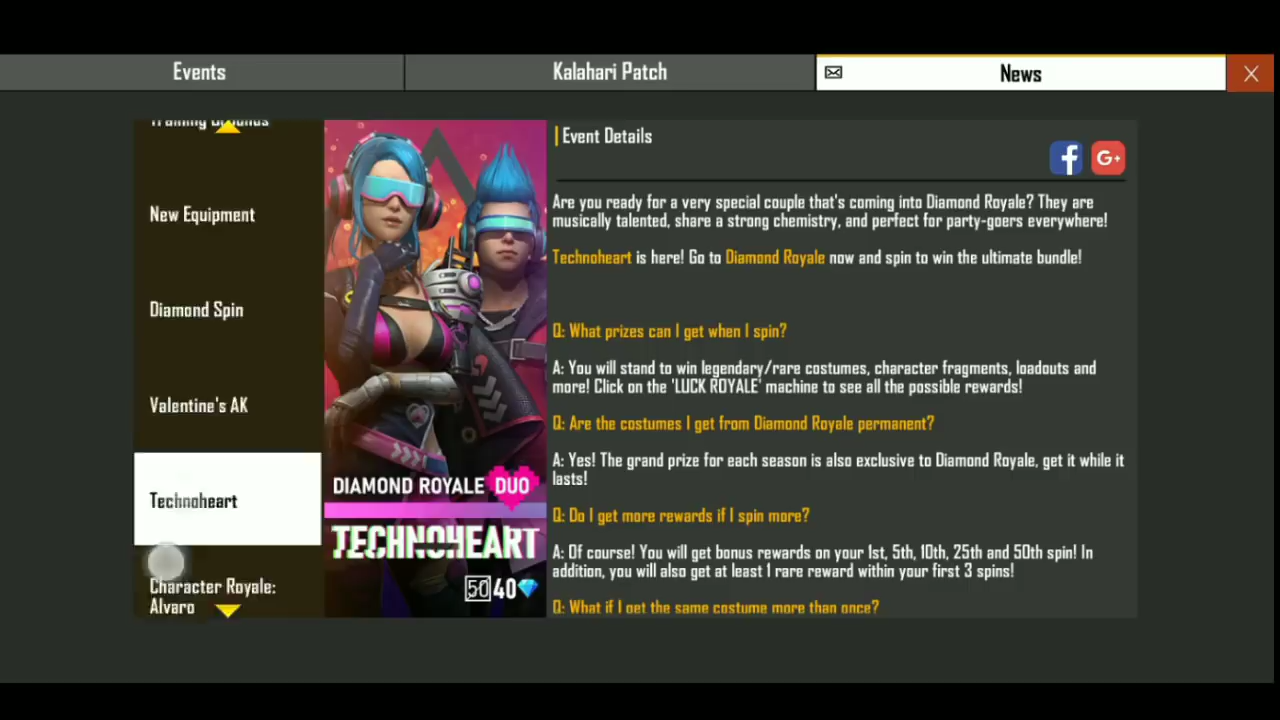 Events
Kalahari Patch
News
Training Grounds
New Equipment
Diamond Spin
Valentine's AK
Technoheart
Character Royale:
Alvaro
DIAMOND ROYALE DUO
TECHNOHEART
50 40
Event Details
G+
Are you ready for a very special couple that's coming into Diamond Royale? They are
musically talented, share a strong chemistry, and perfect for party-goers everywhere!
Technoheart is here! Go to Diamond Royale now and spin to win the ultimate bundle!
Q: What prizes can I get when I spin?
A: You will stand to win legendary/rare costumes, character fragments, loadouts and
more! Click on the 'LUCK ROYALE' machine to see all the possible rewards!
Q: Are the costumes I get from Diamond Royale permanent?
A: Yes! The grand prize for each season is also exclusive to Diamond Royale, get it while it
lasts!
Q: Do I get more rewards if I spin more?
A: Of course! You will get bonus rewards on your 1st, 5th, 10th, 25th and 50th spin! In
addition, you will also get at least 1 rare reward within your first 3 spins!
Q: What if I get the same costume more than once?